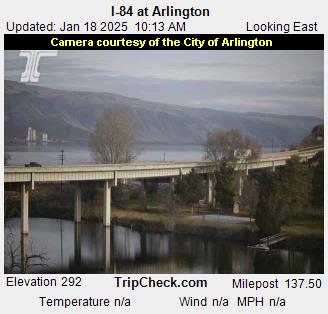 I-84 at Arlington
Updated: Jan 18 2025 10:13 AM Looking East
Camera courtesy of the City of Arlington
Elevation 292 TripCheck.com Milepost 137.50
Temperature n/a Wind n/a MPH n/a